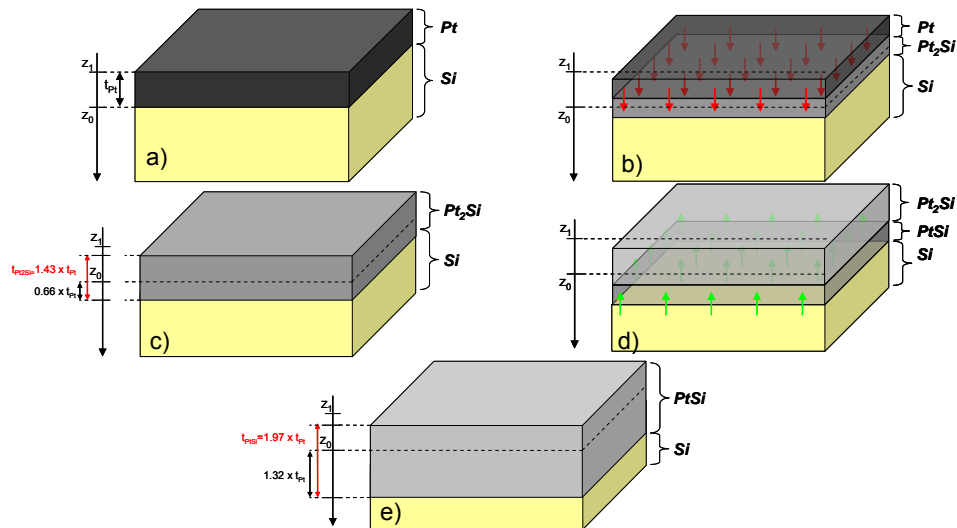 Pt
Si
z1
tPt
z0
a)
Pt
Pt2Si
Si
z1
z0
b)
Pt2Si
Si
z1
tPt2Si=1.43 x tPt
z0
0.66 x tPt
c)
Pt2Si
PtSi
Si
z1
z0
d)
PtSi
Si
z1
tPtSi=1.97 x tPt
z0
1.32 x tPt
e)